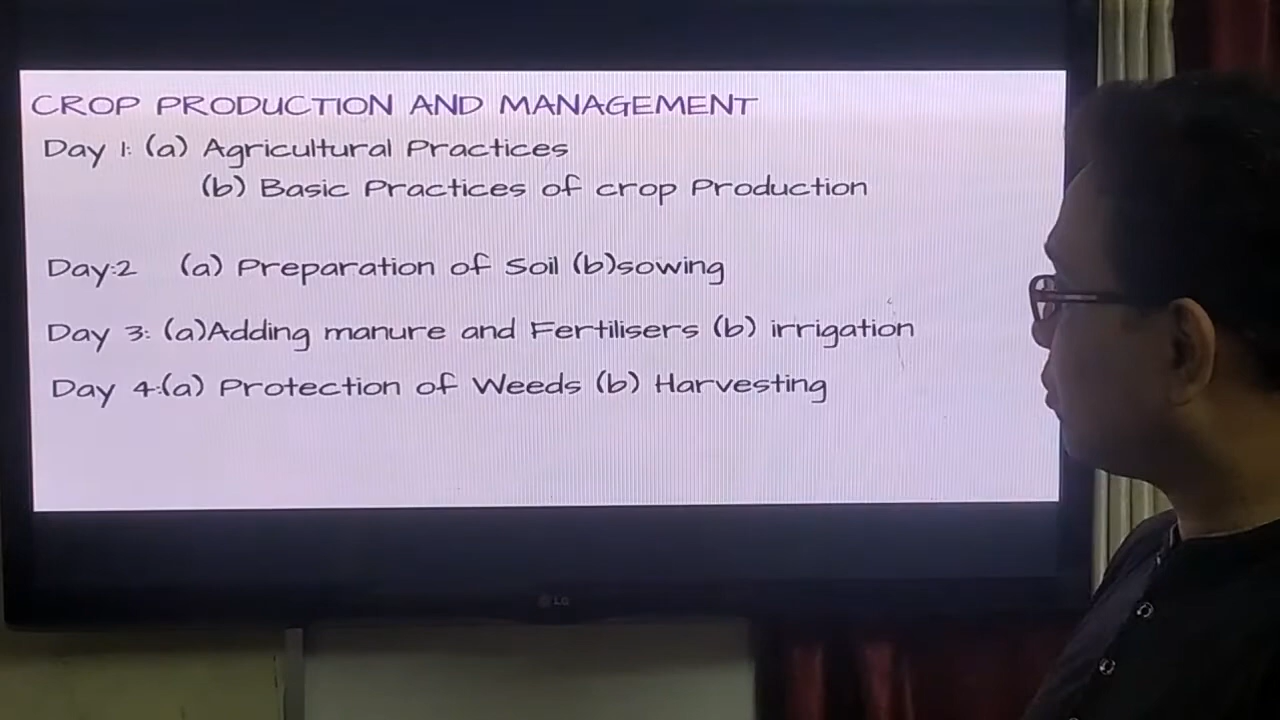 CROP PRODUCTION AND MANAGEMENT
Day 1: (a) Agricultural Practices
(b) Basic Practices of crop Production
Day:2 (a) Preparation of Soil (b)sowing
Day 3: (a)Adding manure and Fertilisers (b) irrigation
Day 4:(a) Protection of Weeds (b) Harvesting
LG